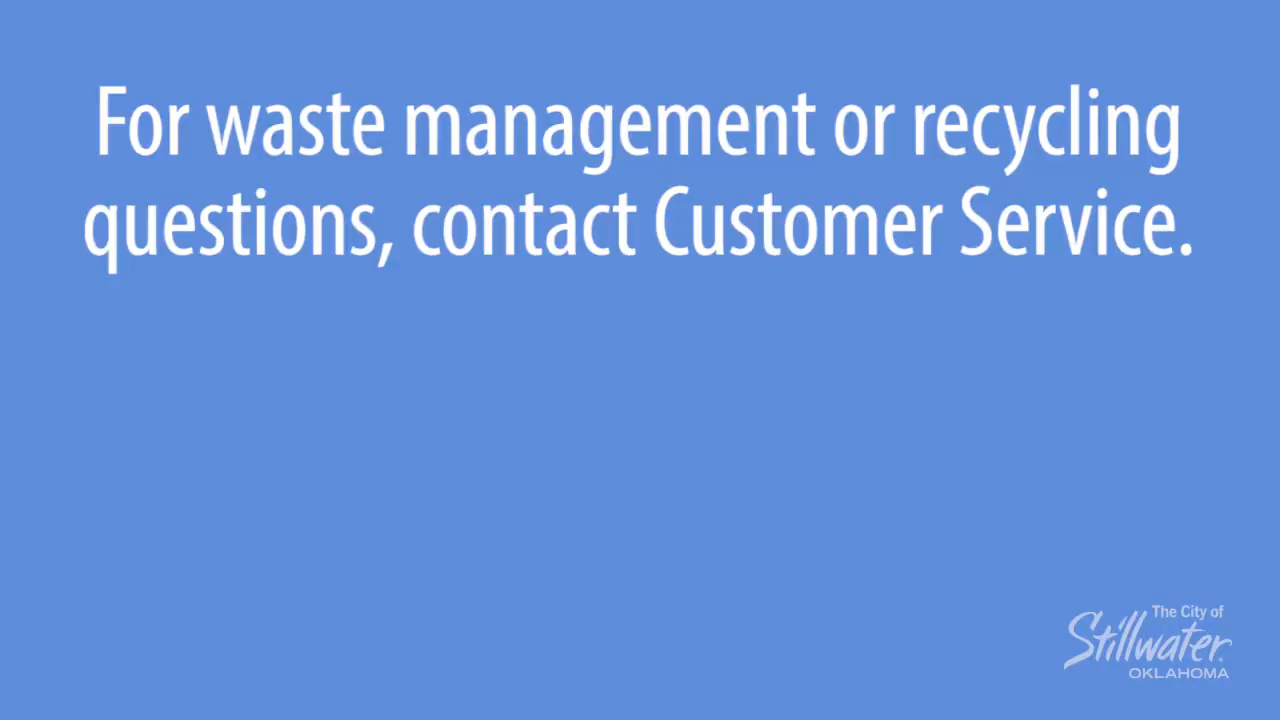 For waste management or recycling
questions, contact Customer Service.
The City of
Stillwater
OKLAHOMA